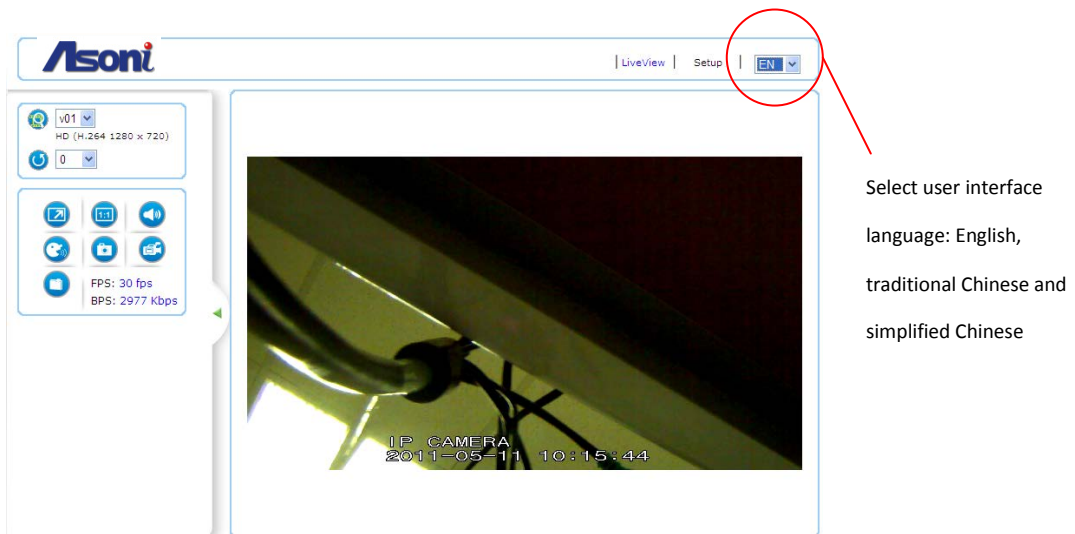 Asoni
LiveView | Setup | EN
v01
HD (H.264 1280 x 720)
0
1:1
FPS: 30 fps
BPS: 2977 Kbps
IP CAMERA
2011-05-11 10:15:44
Select user interface
language: English,
traditional Chinese and
simplified Chinese